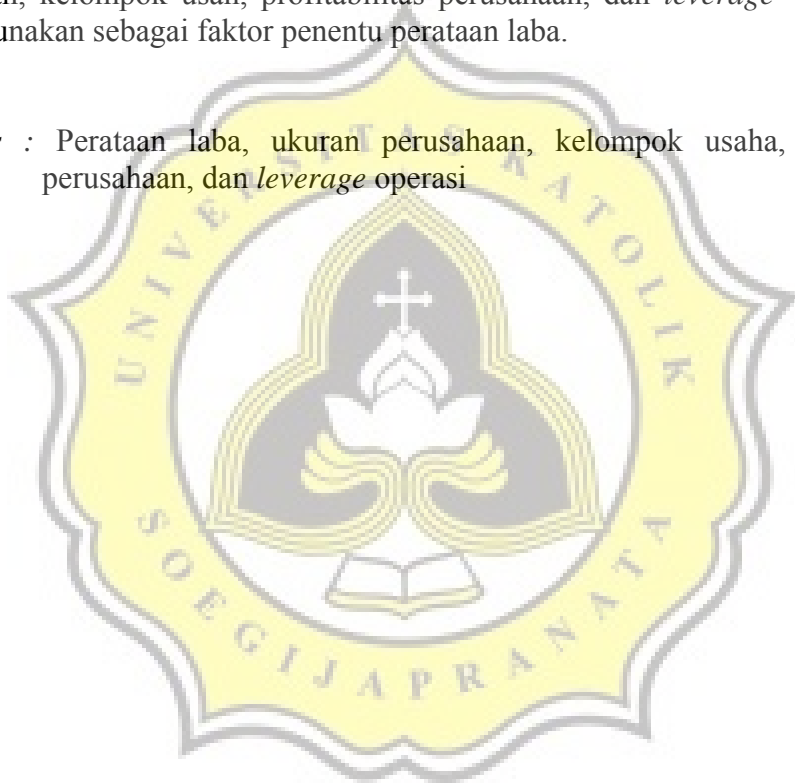 kelompok usah, profitabilitas perusahaan, dan leverage
unakan sebagai faktor penentu perataan laba.
: Perataan laba, ukuran perusahaan, kelompok usaha,
perusahaan, dan leverage operasi
UNIVERSITAS KATOLIK
SOEGIJAPRANATA